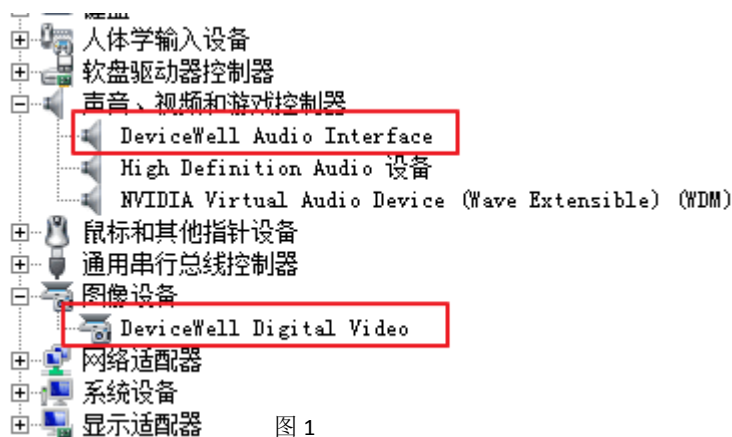 人体学输入设备
软盘驱动器控制器
声音、视频和游戏控制器
DeviceWell Audio Interface
High Definition Audio 设备
NVIDIA Virtual Audio Device (Wave Extensible) (WDM)
鼠标和其他指针设备
通用串行总线控制器
图像设备
DeviceWell Digital Video
网络适配器
系统设备
显示适配器
图 1